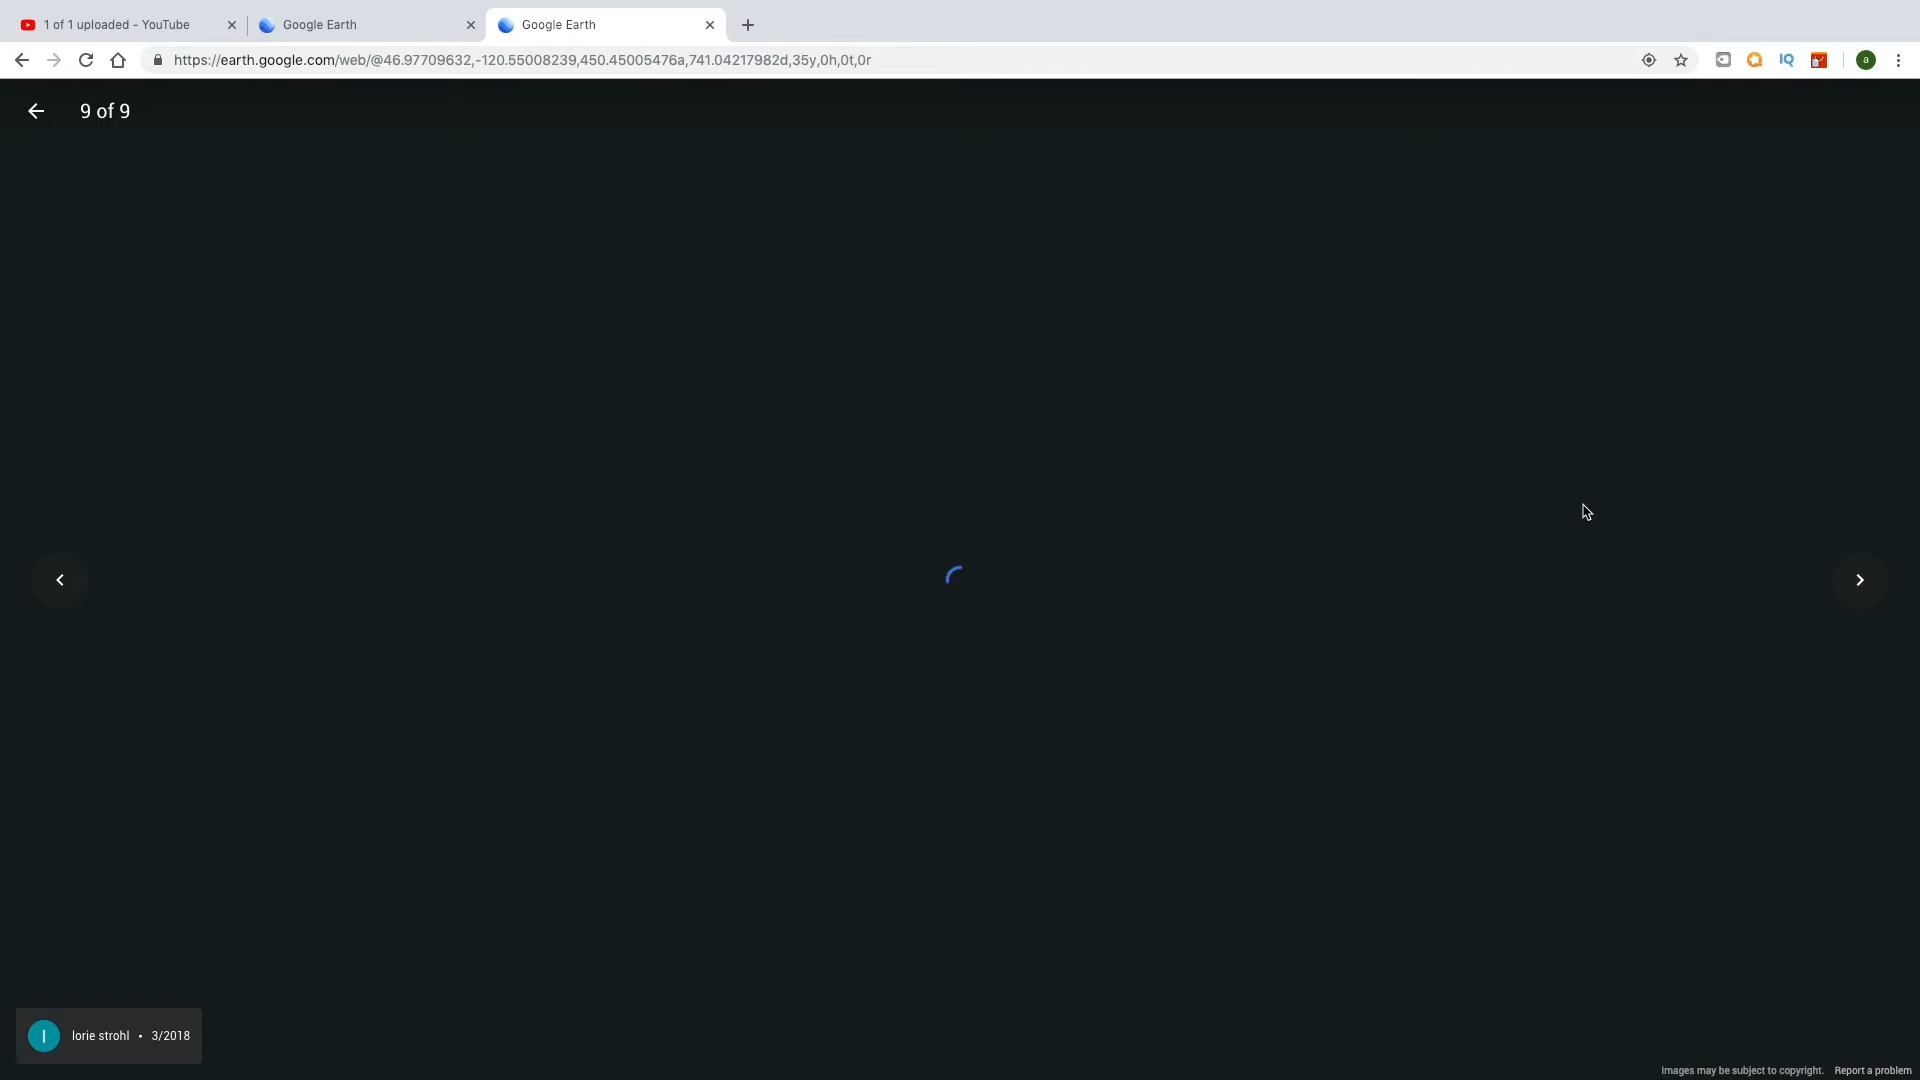 1 of 1 uploaded - YouTube
Google Earth
Google Earth
https://earth.google.com/web/@46.97709632,-120.55008239,450.45005476a,741.04217982d,35y,0h,0t,0r
IQ
a
9 of 9
l
lorie strohl • 3/2018
Images may be subject to copyright. Report a problem